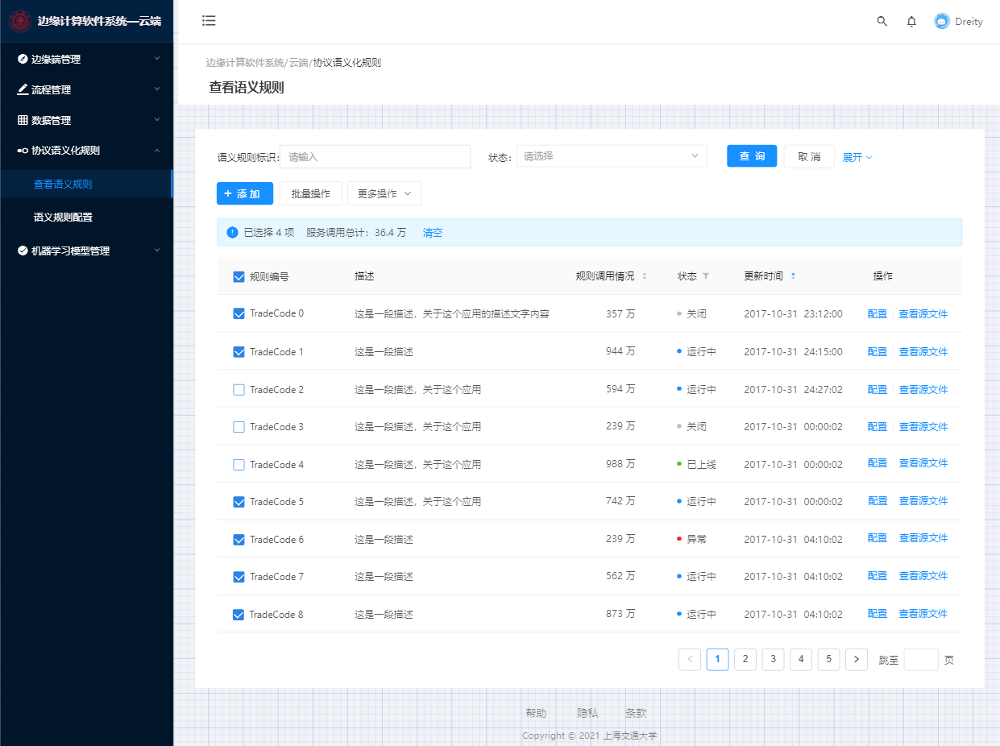 边缘计算软件系统—云端
Dreity
边缘端管理
流程管理
数据管理
协议语义化规则
查看语义规则
语义规则配置
机器学习模型管理
边缘计算软件系统/云端/协议语义化规则
查看语义规则
语义规则标识: 请输入 状态: 请选择 查 询 取 消 展开
+ 添 加 批量操作 更多操作
已选择 4 项 服务调用总计：36.4 万 清空
规则编号 描述 规则调用情况 状态 更新时间 操作
TradeCode 0 这是一段描述，关于这个应用的描述文字内容 357 万 关闭 2017-10-31 23:12:00 配置 查看源文件
TradeCode 1 这是一段描述 944 万 运行中 2017-10-31 24:15:00 配置 查看源文件
TradeCode 2 这是一段描述，关于这个应用 594 万 运行中 2017-10-31 24:27:02 配置 查看源文件
TradeCode 3 这是一段描述，关于这个应用 239 万 关闭 2017-10-31 00:00:02 配置 查看源文件
TradeCode 4 这是一段描述，关于这个应用 988 万 已上线 2017-10-31 00:00:02 配置 查看源文件
TradeCode 5 这是一段描述，关于这个应用 742 万 运行中 2017-10-31 00:00:02 配置 查看源文件
TradeCode 6 这是一段描述 239 万 异常 2017-10-31 04:10:02 配置 查看源文件
TradeCode 7 这是一段描述 562 万 运行中 2017-10-31 04:10:02 配置 查看源文件
TradeCode 8 这是一段描述 873 万 运行中 2017-10-31 04:10:02 配置 查看源文件
< 1 2 3 4 5 > 跳至 页
帮助 隐私 条款
Copyright © 2021 上海交通大学